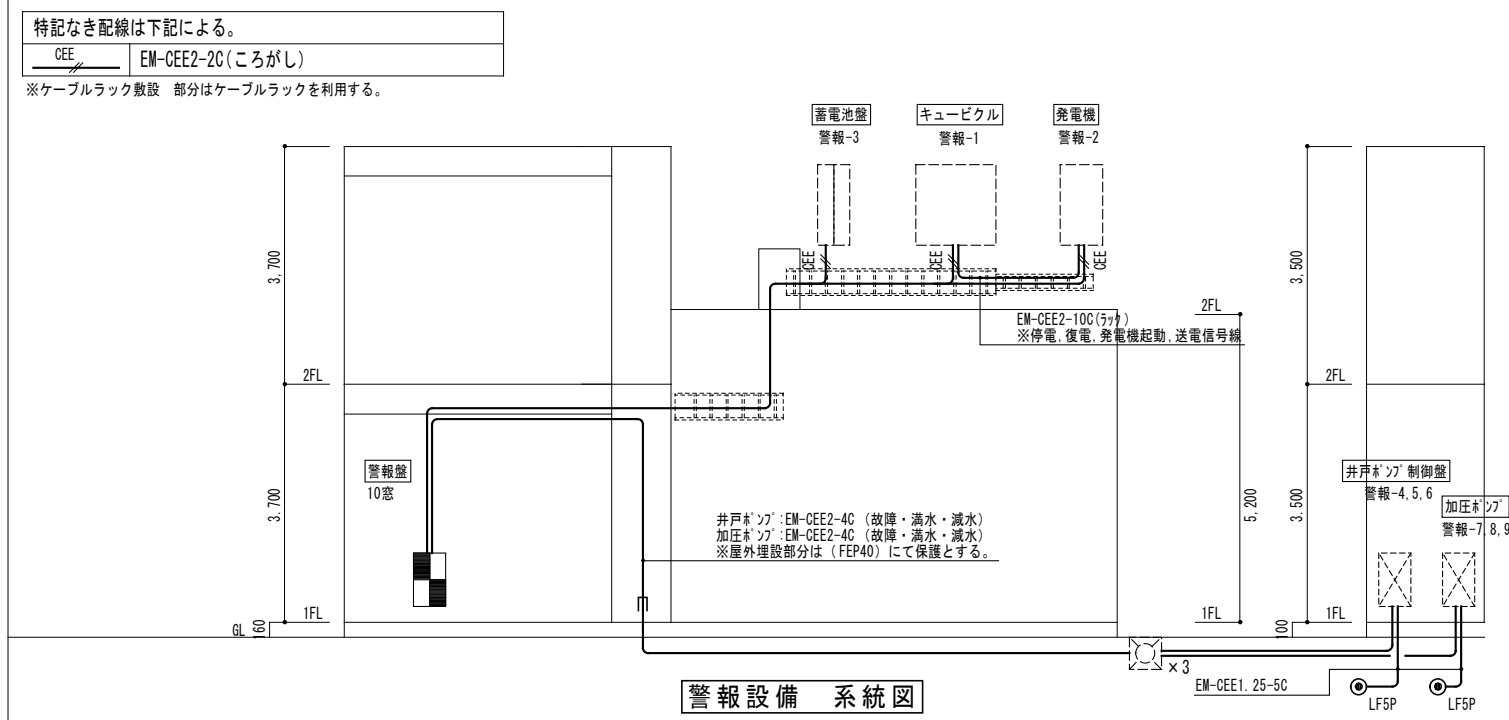 特記なき配線は下記による。
CEE EM-CEE2-2C(ころがし)
※ケーブルラック敷設 部分はケーブルラックを利用する。
蓄電池盤
警報-3
キュービクル
警報-1
発電機
警報-2
CEE
CEE
CEE
3,700
3,500
2FL
EM-CEE2-10C(ラック)
※停電,復電,発電機起動,送電信号線
2FL
2FL
警報盤
10窓
3,700
井戸ポンプ:EM-CEE2-4C (故障・満水・減水)
加圧ポンプ:EM-CEE2-4C (故障・満水・減水)
※屋外埋設部分は(FEP40)にて保護とする。
5,200
3,500
井戸ポンプ制御盤
警報-4,5,6
加圧ポンプ
警報-7,8,9
1FL
1FL
1FL
GL
160
100
×3
EM-CEE1.25-5C
LF5P
LF5P
警報設備 系統図